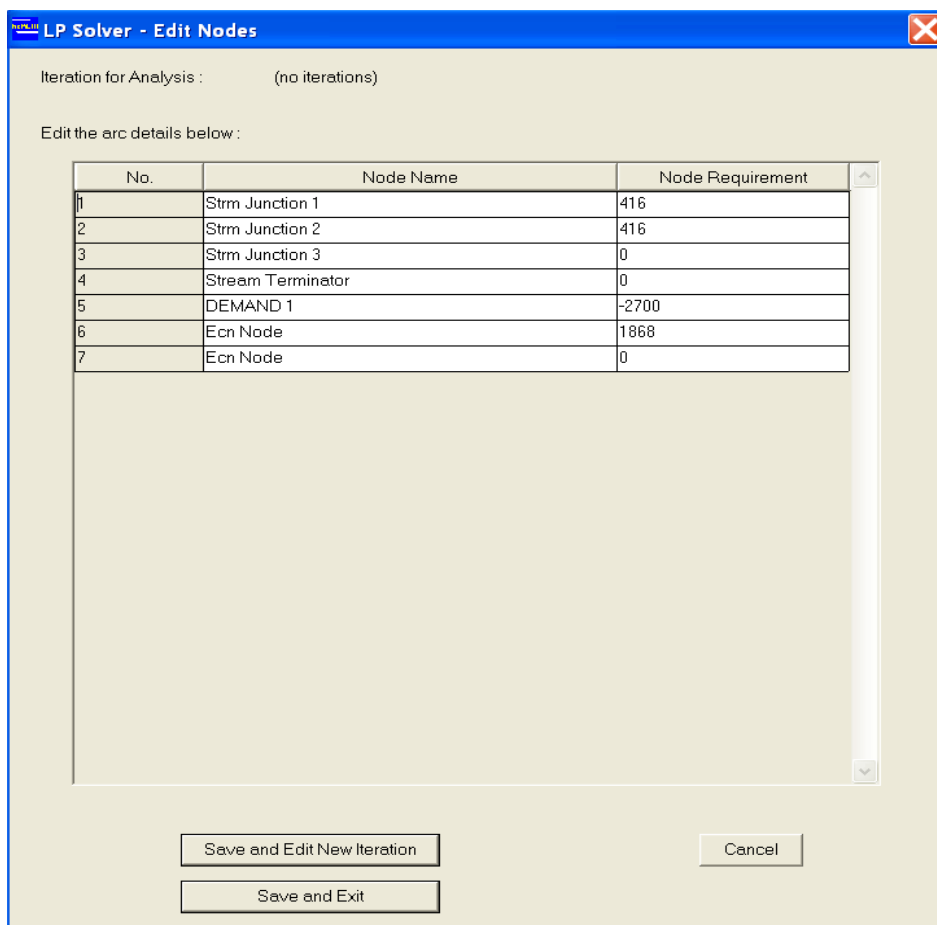 LP Solver - Edit Nodes
Iteration for Analysis : (no iterations)
Edit the arc details below :
No. Node Name Node Requirement
1 Strm Junction 1 416
2 Strm Junction 2 416
3 Strm Junction 3 0
4 Stream Terminator 0
5 DEMAND 1 -2700
6 Ecn Node 1868
7 Ecn Node 0
Save and Edit New Iteration Cancel
Save and Exit